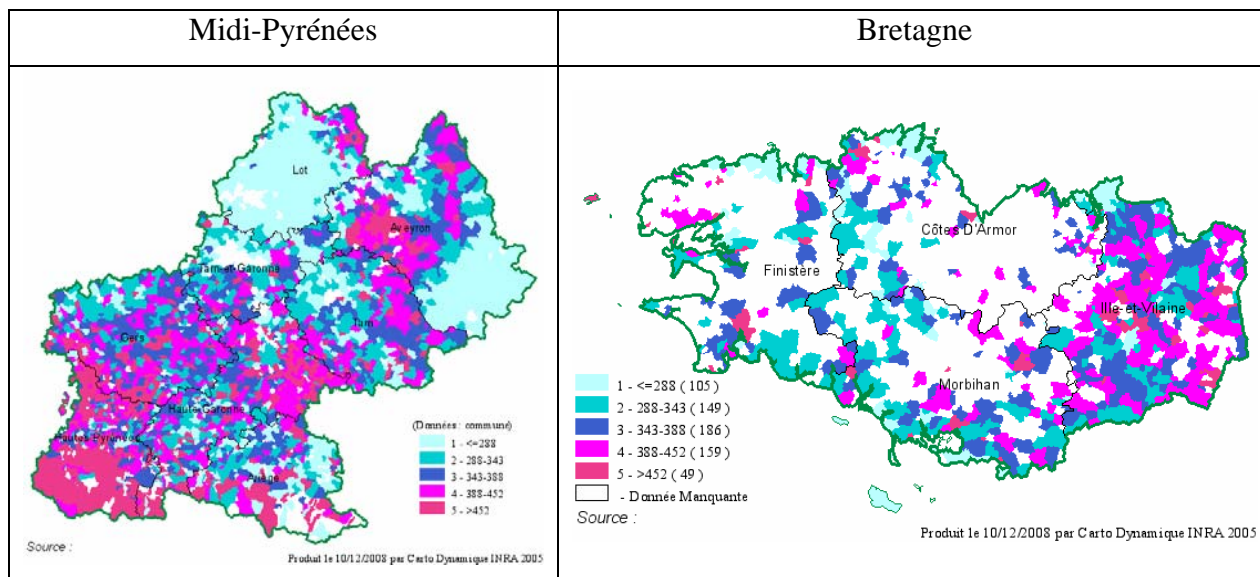 Midi-Pyrénées
Bretagne
Lot
Aveyron
Tarn-et-Garonne
Tarn
Gers
Haute-Garonne
Hautes Pyrénées
Ariège
(Données : commune)
1 - <=288
2 - 288-343
3 - 343-388
4 - 388-452
5 - >452
Source :
Produit le 10/12/2008 par Carto Dynamique INRA 2005
Côtes D'Armor
Finistère
Ille-et-Vilaine
Morbihan
1 - <=288 ( 105)
2 - 288-343 ( 149)
3 - 343-388 ( 186)
4 - 388-452 ( 159)
5 - >452 ( 49)
- Donnée Manquante
Source :
Produit le 10/12/2008 par Carto Dynamique INRA 2005